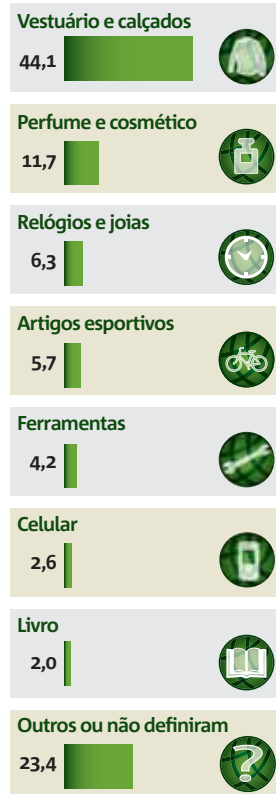 Vestuário e calçados
44,1
Perfume e cosmético
11,7
Relógios e joias
6,3
Artigos esportivos
5,7
Ferramentas
4,2
Celular
2,6
Livro
2,0
Outros ou não definiram
23,4
?